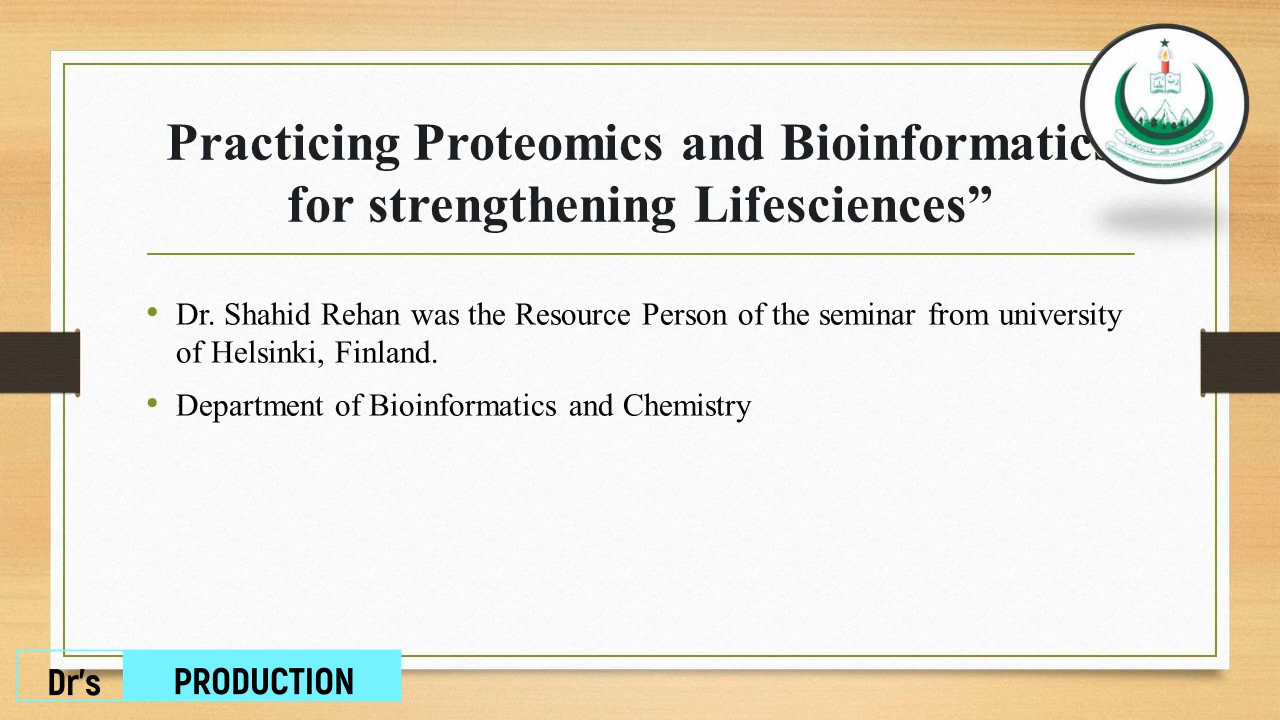 Practicing Proteomics and Bioinformatics
for strengthening Lifesciences”
• Dr. Shahid Rehan was the Resource Person of the seminar from university
of Helsinki, Finland.
• Department of Bioinformatics and Chemistry
Dr's PRODUCTION